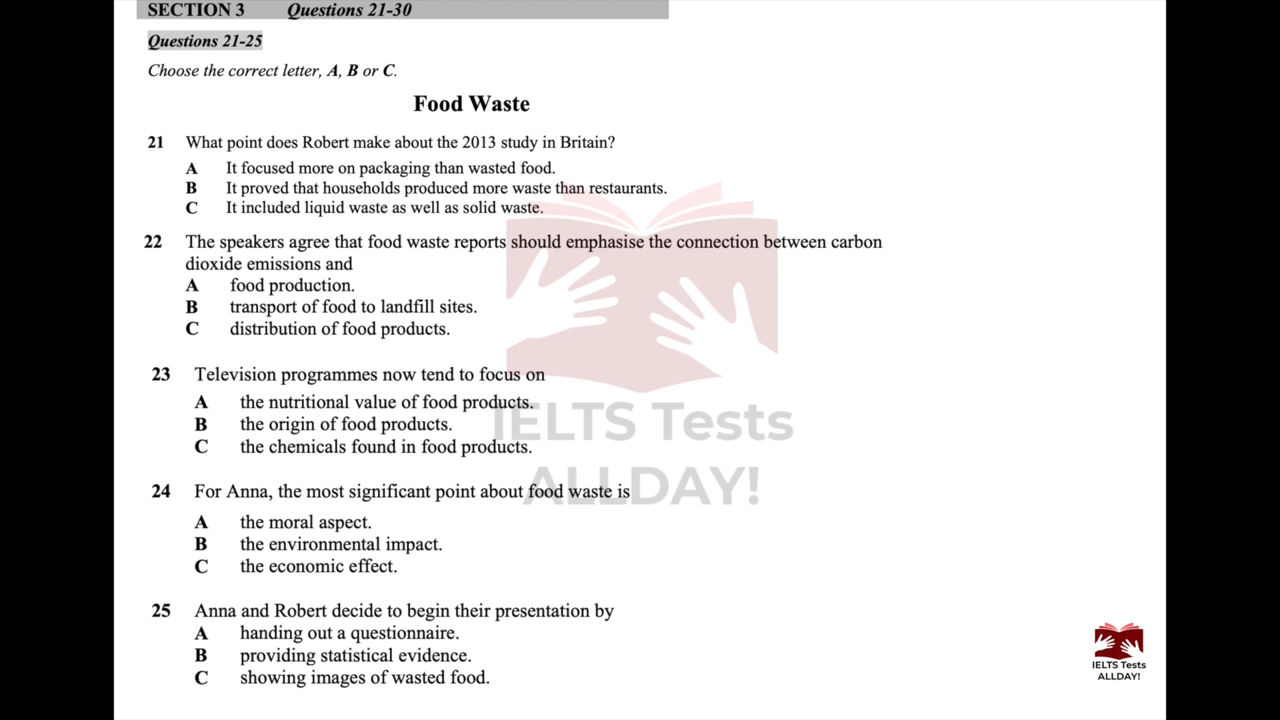 SECTION 3 Questions 21-30
Questions 21-25
Choose the correct letter, A, B or C.
Food Waste
21 What point does Robert make about the 2013 study in Britain?
A It focused more on packaging than wasted food.
B It proved that households produced more waste than restaurants.
C It included liquid waste as well as solid waste.
22 The speakers agree that food waste reports should emphasise the connection between carbon
dioxide emissions and
A food production.
B transport of food to landfill sites.
C distribution of food products.
23 Television programmes now tend to focus on
A the nutritional value of food products.
B the origin of food products.
C the chemicals found in food products.
24 For Anna, the most significant point about food waste is
A the moral aspect.
B the environmental impact.
C the economic effect.
25 Anna and Robert decide to begin their presentation by
A handing out a questionnaire.
B providing statistical evidence.
C showing images of wasted food.
IELTS Tests
ALLDAY!
IELTS Tests
ALLDAY!